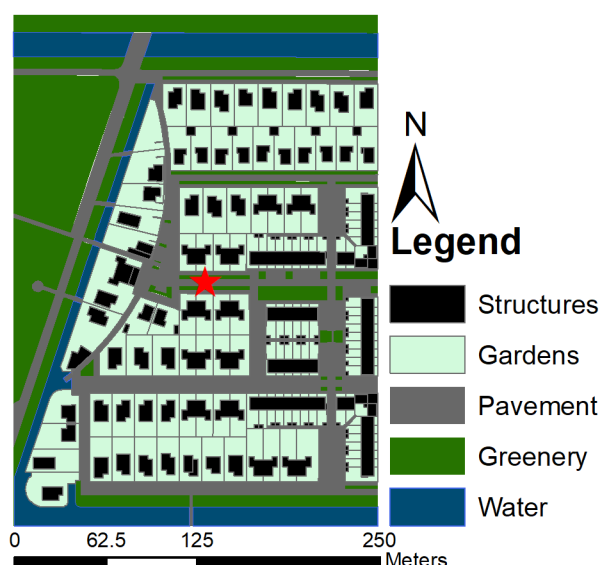 N
Legend
Structures
Gardens
Pavement
Greenery
Water
0 62.5 125 250
Meters